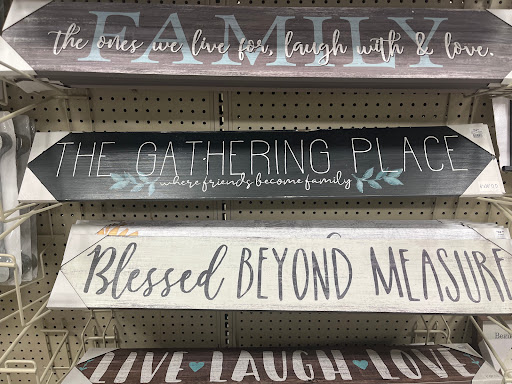 FAMILY
the ones we live for, laugh with & love.
THE GATHERING PLACE
where friends become family
Blessed BEYOND MEASURE
LIVE LAUGH LOVE